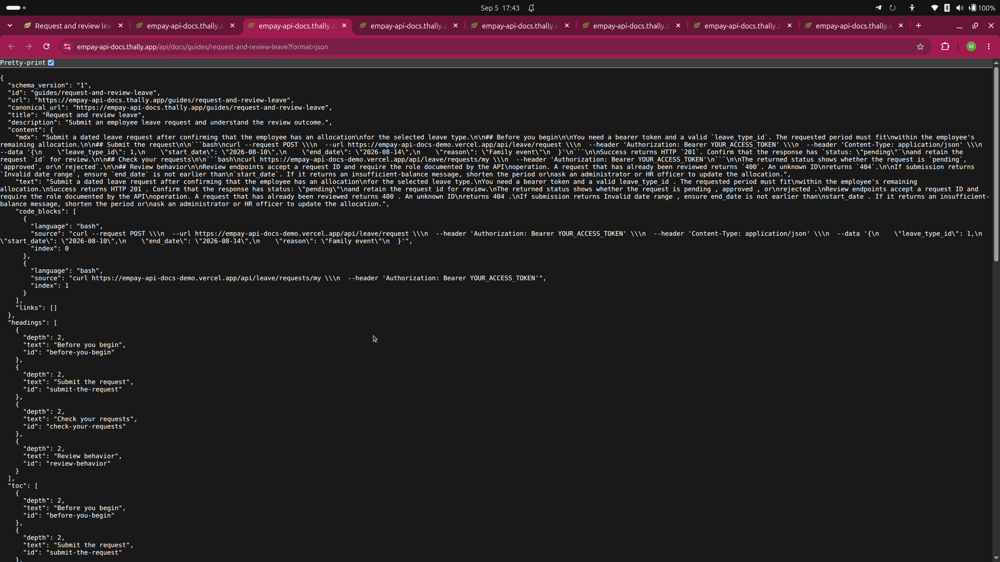 Sep 5 17:43
100%
Request and review lea
empay-api-docs.thally.a
empay-api-docs.thally.a
empay-api-docs.thally.a
empay-api-docs.thally.a
empay-api-docs.thally.a
empay-api-docs.thally.a
empay-api-docs.thally.a
empay-api-docs.thally.app/api/docs/guides/request-and-review-leave?format=json
M
Pretty-print
{
  "schema_version": "1",
  "id": "guides/request-and-review-leave",
  "url": "https://empay-api-docs.thally.app/guides/request-and-review-leave",
  "canonical_url": "https://empay-api-docs.thally.app/guides/request-and-review-leave",
  "title": "Request and review leave",
  "description": "Submit an employee leave request and understand the review outcome.",
  "content": {
    "mdx": "Submit a dated leave request after confirming that the employee has an allocation\nfor the selected leave type.\n\n## Before you begin\n\nYou need a bearer token and a valid `leave_type_id`. The requested period must fit\nwithin the employee's
remaining allocation.\n\n## Submit the request\n\n```bash\ncurl --request POST \\\n  --url https://empay-api-docs-demo.vercel.app/api/leave/request \\\n  --header 'Authorization: Bearer YOUR_ACCESS_TOKEN' \\\n  --header 'Content-Type: application/json' \\\n
--data '{\n    \"leave_type_id\": 1,\n    \"start_date\": \"2026-08-10\",\n    \"end_date\": \"2026-08-14\",\n    \"reason\": \"Family event\"\n  }'\n```\n\nSuccess returns HTTP `201`. Confirm that the response has `status: \"pending\"`\nand retain the
request `id` for review.\n\n## Check your requests\n\n```bash\ncurl https://empay-api-docs-demo.vercel.app/api/leave/requests/my \\\n  --header 'Authorization: Bearer YOUR_ACCESS_TOKEN'\n```\n\nThe returned status shows whether the request is `pending`,
`approved`, or\n`rejected`.\n\n## Review behavior\n\nReview endpoints accept a request ID and require the role documented by the API\noperation. A request that has already been reviewed returns `400`. An unknown ID\nreturns `404`.\n\nIf submission returns
`Invalid date range`, ensure `end_date` is not earlier than\n`start_date`. If it returns an insufficient-balance message, shorten the period or\nask an administrator or HR officer to update the allocation.",
    "text": "Submit a dated leave request after confirming that the employee has an allocation\nfor the selected leave type.\nYou need a bearer token and a valid leave_type_id . The requested period must fit\nwithin the employee's remaining
allocation.\nSuccess returns HTTP 201 . Confirm that the response has status: \"pending\"\nand retain the request id for review.\nThe returned status shows whether the request is pending , approved , or\nrejected .\nReview endpoints accept a request ID and
require the role documented by the API\noperation. A request that has already been reviewed returns 400 . An unknown ID\nreturns 404 .\nIf submission returns Invalid date range , ensure end_date is not earlier than\nstart_date . If it returns an insufficient-
balance message, shorten the period or\nask an administrator or HR officer to update the allocation.",
    "code_blocks": [
      {
        "language": "bash",
        "source": "curl --request POST \\\n  --url https://empay-api-docs-demo.vercel.app/api/leave/request \\\n  --header 'Authorization: Bearer YOUR_ACCESS_TOKEN' \\\n  --header 'Content-Type: application/json' \\\n  --data '{\n    \"leave_type_id\": 1,\n
\"start_date\": \"2026-08-10\",\n    \"end_date\": \"2026-08-14\",\n    \"reason\": \"Family event\"\n  }'",
        "index": 0
      },
      {
        "language": "bash",
        "source": "curl https://empay-api-docs-demo.vercel.app/api/leave/requests/my \\\n  --header 'Authorization: Bearer YOUR_ACCESS_TOKEN'",
        "index": 1
      }
    ],
    "links": []
  },
  "headings": [
    {
      "depth": 2,
      "text": "Before you begin",
      "id": "before-you-begin"
    },
    {
      "depth": 2,
      "text": "Submit the request",
      "id": "submit-the-request"
    },
    {
      "depth": 2,
      "text": "Check your requests",
      "id": "check-your-requests"
    },
    {
      "depth": 2,
      "text": "Review behavior",
      "id": "review-behavior"
    }
  ],
  "toc": [
    {
      "depth": 2,
      "text": "Before you begin",
      "id": "before-you-begin"
    },
    {
      "depth": 2,
      "text": "Submit the request",
      "id": "submit-the-request"
    },